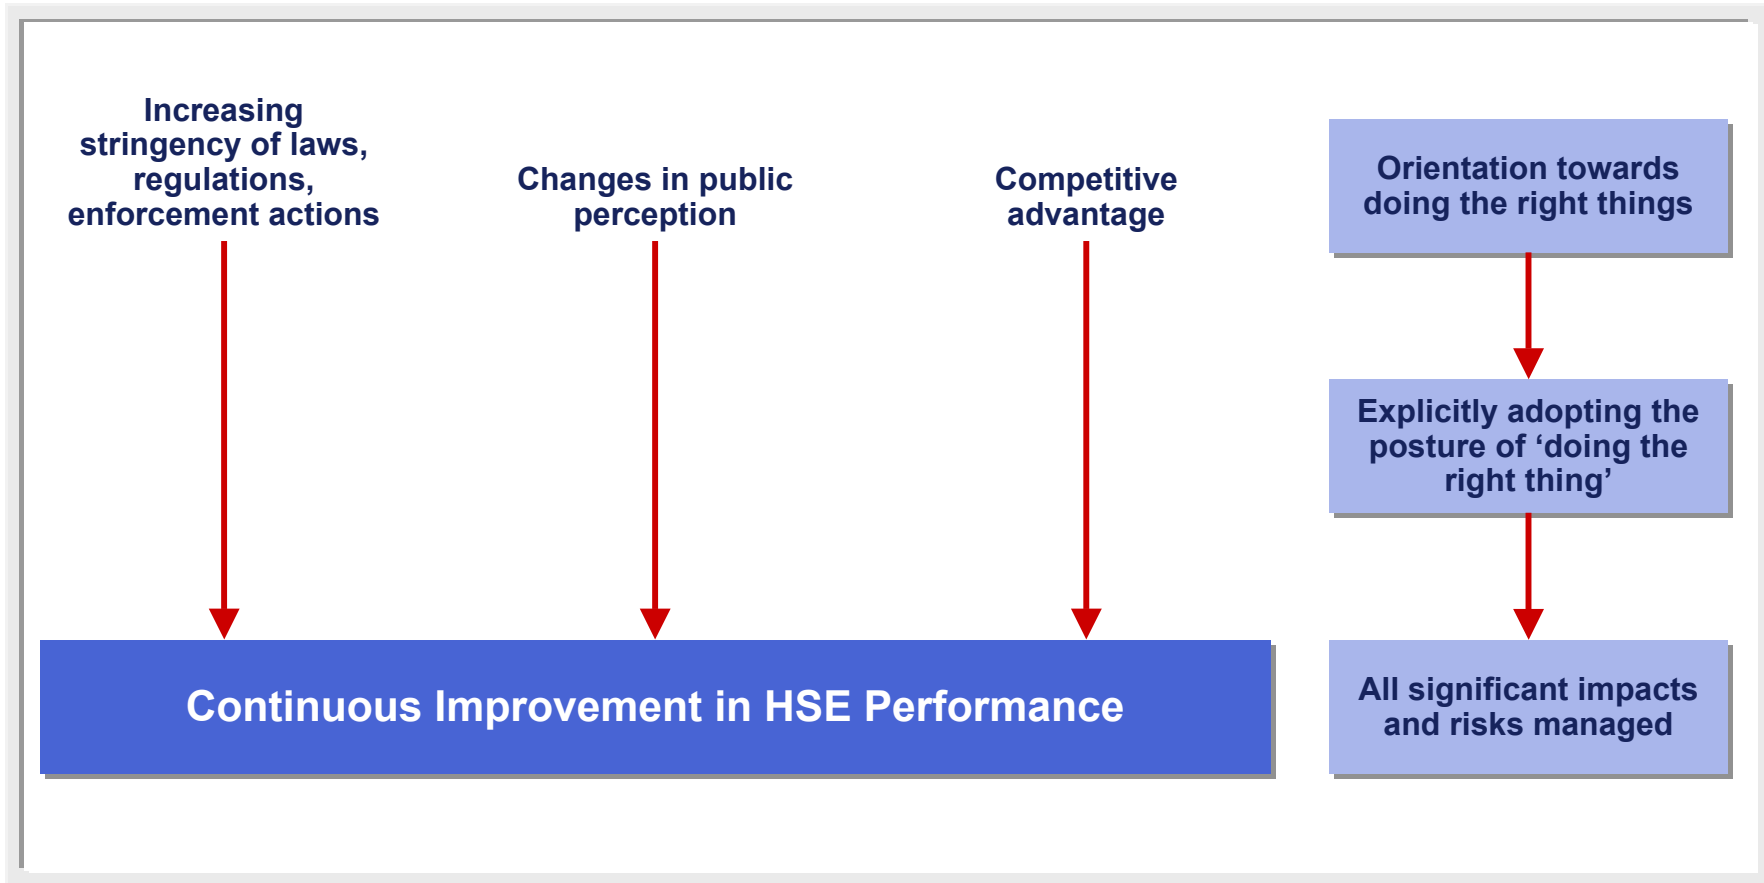 Increasing
stringency of laws,
regulations,
enforcement actions
Changes in public
perception
Competitive
advantage
Orientation towards
doing the right things
Explicitly adopting the
posture of ‘doing the
right thing’
Continuous Improvement in HSE Performance
All significant impacts
and risks managed